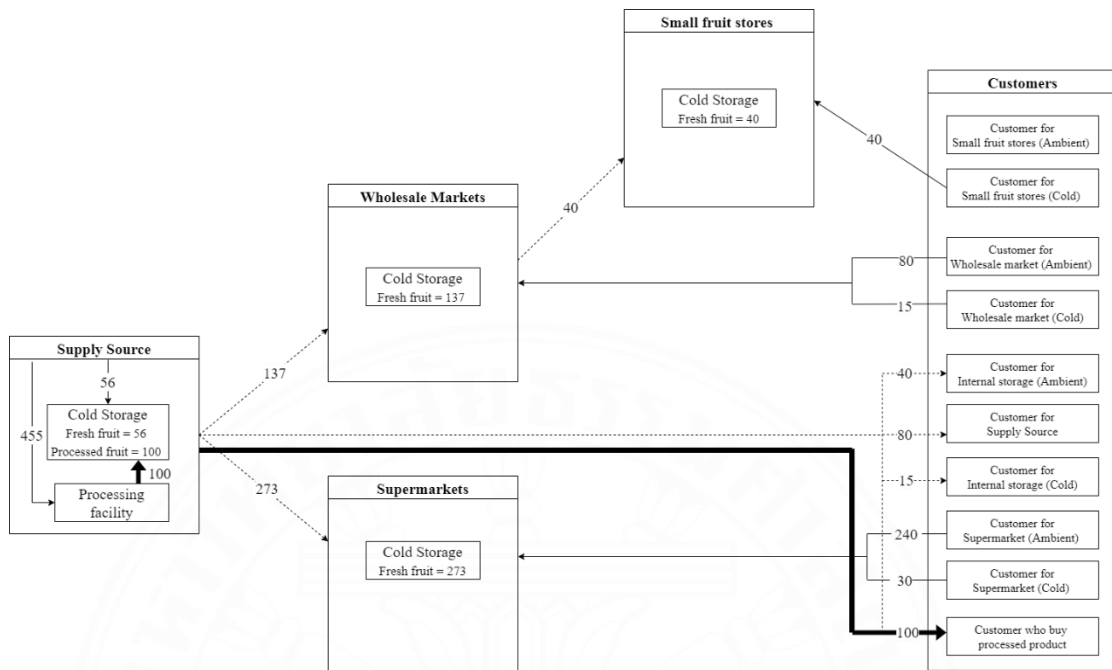 Small fruit stores
Cold Storage
Fresh fruit = 40
40
40
Wholesale Markets
Cold Storage
Fresh fruit = 137
137
Supply Source
56
Cold Storage
Fresh fruit = 56
Processed fruit = 100
455
100
Processing
facility
273
Supermarkets
Cold Storage
Fresh fruit = 273
Customers
Customer for
Small fruit stores (Ambient)
Customer for
Small fruit stores (Cold)
80
Customer for
Wholesale market (Ambient)
15
Customer for
Wholesale market (Cold)
40
Customer for
Internal storage (Ambient)
80
Customer for
Supply Source
15
Customer for
Internal storage (Cold)
240
Customer for
Supermarket (Ambient)
30
Customer for
Supermarket (Cold)
100
Customer who buy
processed product